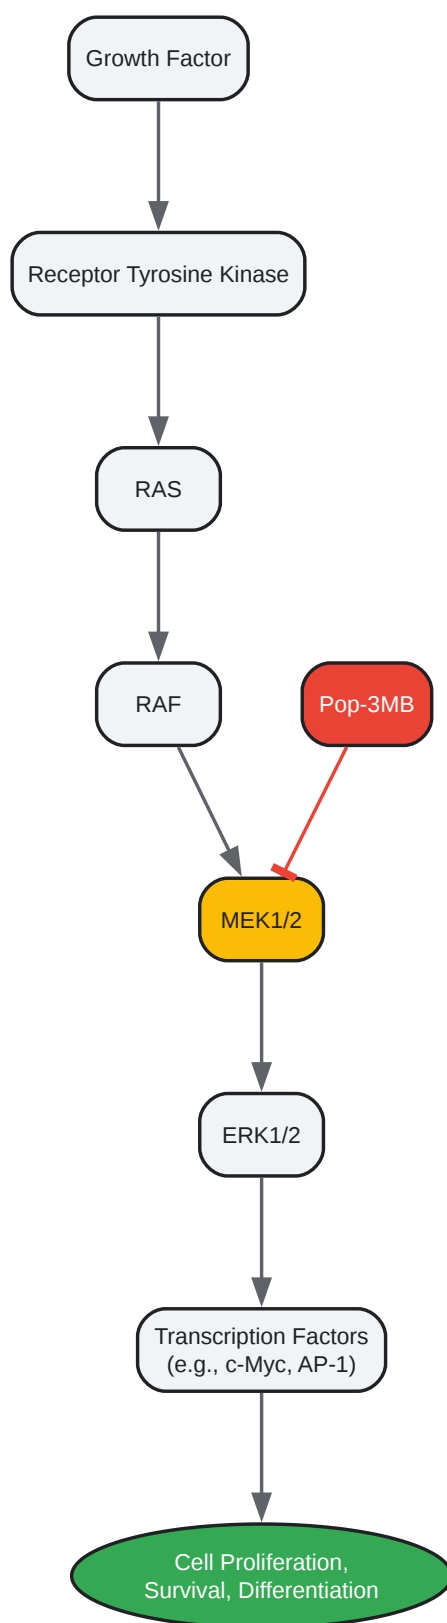 Growth Factor
Receptor Tyrosine Kinase
RAS
RAF
Pop-3MB
MEK1/2
ERK1/2
Transcription Factors
(e.g., c-Myc, AP-1)
Cell Proliferation,
Survival, Differentiation